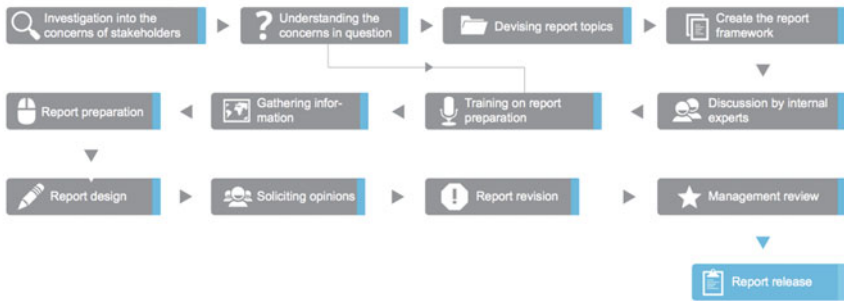 Investigation into the
concerns of stakeholders
Understanding the
concerns in question
Devising report topics
Create the report
framework
Discussion by internal
experts
Training on report
preparation
Gathering infor-
mation
Report preparation
Report design
Soliciting opinions
Report revision
Management review
Report release